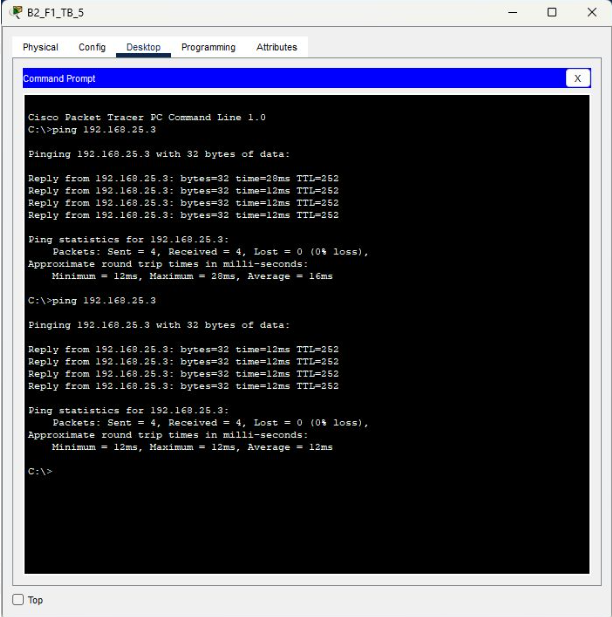 B2_F1_TB_5
Physical Config Desktop Programming Attributes
Command Prompt X
Cisco Packet Tracer PC Command Line 1.0
C:\>ping 192.168.25.3
Pinging 192.168.25.3 with 32 bytes of data:
Reply from 192.168.25.3: bytes=32 time=28ms TTL=252
Reply from 192.168.25.3: bytes=32 time=12ms TTL=252
Reply from 192.168.25.3: bytes=32 time=12ms TTL=252
Reply from 192.168.25.3: bytes=32 time=12ms TTL=252
Ping statistics for 192.168.25.3:
Packets: Sent = 4, Received = 4, Lost = 0 (0% loss),
Approximate round trip times in milli-seconds:
Minimum = 12ms, Maximum = 28ms, Average = 16ms
C:\>ping 192.168.25.3
Pinging 192.168.25.3 with 32 bytes of data:
Reply from 192.168.25.3: bytes=32 time=12ms TTL=252
Reply from 192.168.25.3: bytes=32 time=12ms TTL=252
Reply from 192.168.25.3: bytes=32 time=12ms TTL=252
Reply from 192.168.25.3: bytes=32 time=12ms TTL=252
Ping statistics for 192.168.25.3:
Packets: Sent = 4, Received = 4, Lost = 0 (0% loss),
Approximate round trip times in milli-seconds:
Minimum = 12ms, Maximum = 12ms, Average = 12ms
C:\>
Top